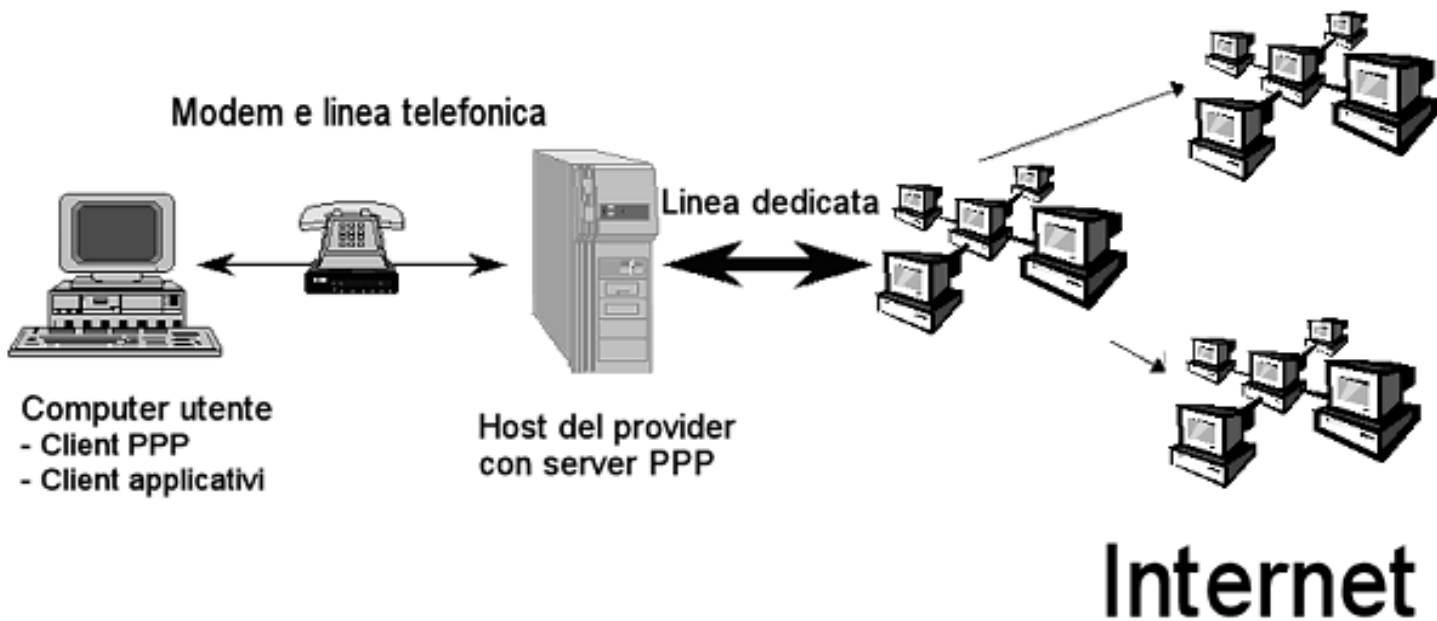 Modem e linea telefonica
Linea dedicata
Computer utente
- Client PPP
- Client applicativi
Host del provider
con server PPP
Internet